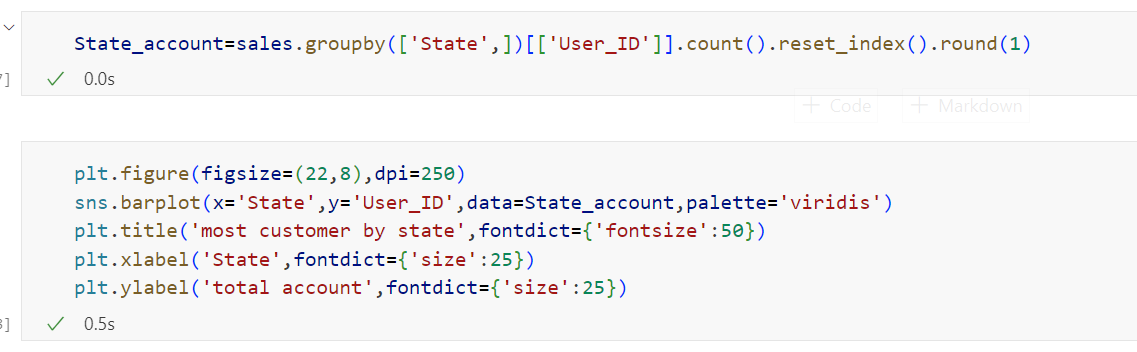 State_account=sales.groupby(['State',])[['User_ID']].count().reset_index().round(1)
0.0s
+ Code + Markdown
plt.figure(figsize=(22,8),dpi=250)
sns.barplot(x='State',y='User_ID',data=State_account,palette='viridis')
plt.title('most customer by state',fontdict={'fontsize':50})
plt.xlabel('State',fontdict={'size':25})
plt.ylabel('total account',fontdict={'size':25})
0.5s